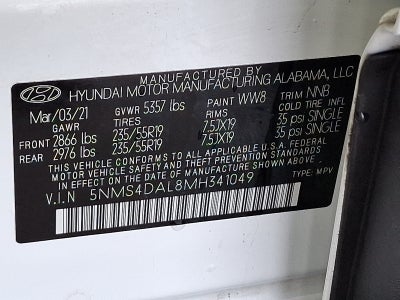 MANUFACTURED BY
HYUNDAI MOTOR MANUFACTURING ALABAMA, LLC
Mar/03/21 GVWR 5357 lbs PAINT WW8 TRIM NNB
GAWR TIRES RIMS COLD TIRE INFL
FRONT 2866 lbs 235/55R19 7.5JX19 35 psi SINGLE
REAR 2976 lbs 235/55R19 7.5JX19 35 psi SINGLE
THIS VEHICLE CONFORMS TO ALL APPLICABLE U.S.A. FEDERAL
MOTOR VEHICLE SAFETY AND BUMPER STANDARDS
IN EFFECT ON THE DATE OF MANUFACTURE SHOWN ABOVE.
V.I.N 5NMS4DAL8MH341049 TYPE: MPV